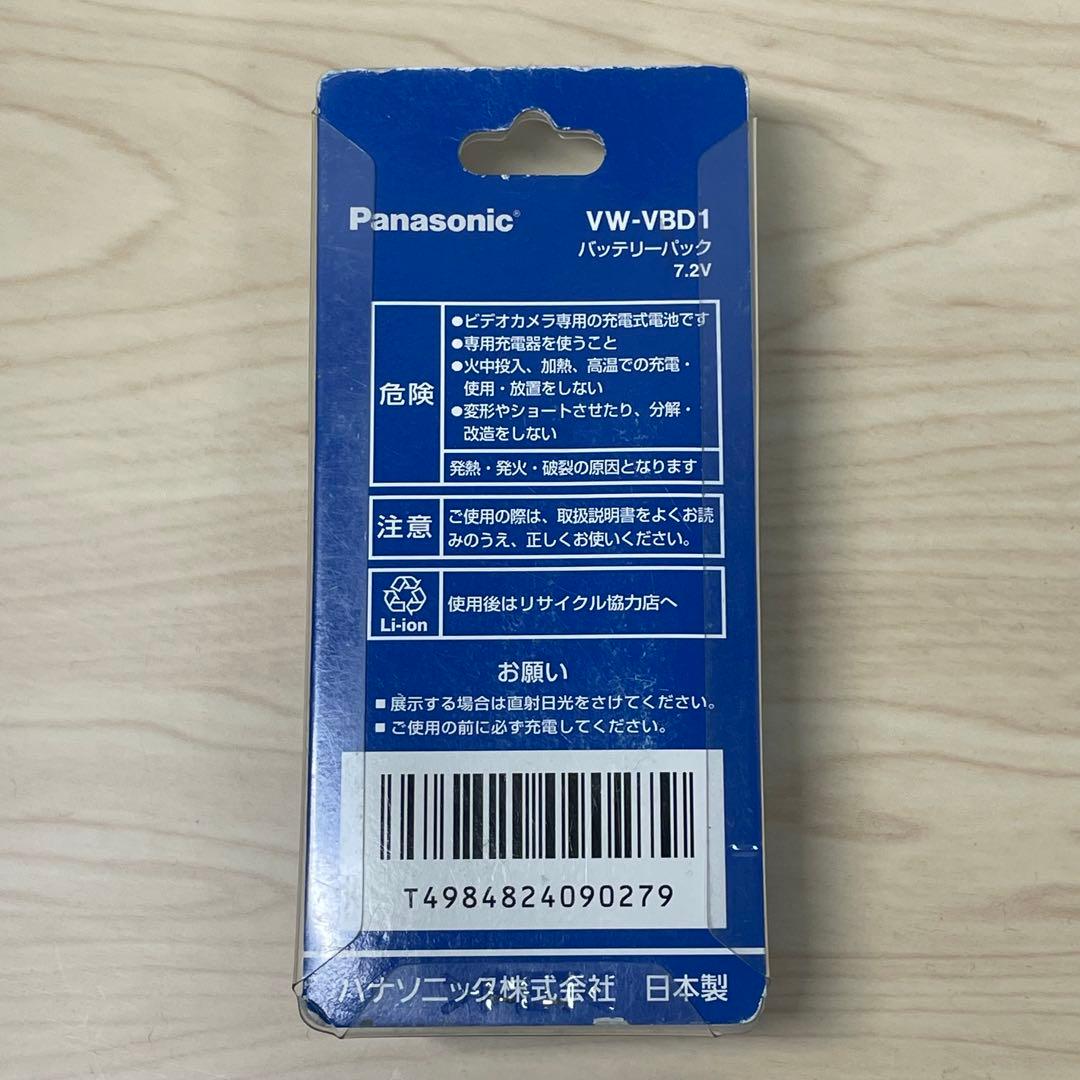 Panasonic®
VW-VBD1
バッテリーパック
7.2V
危険
●ビデオカメラ専用の充電式電池です
●専用充電器を使うこと
●火中投入、加熱、高温での充電・
使用・放置をしない
●変形やショートさせたり、分解・
改造をしない
発熱・発火・破裂の原因となります
注意
ご使用の際は、取扱説明書をよくお読
みのうえ、正しくお使いください。
Li-ion
使用後はリサイクル協力店へ
お願い
■展示する場合は直射日光をさけてください。
■ご使用の前に必ず充電してください。
T4984824090279
パナソニック株式会社 日本製